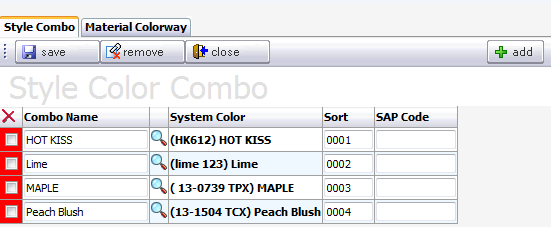 Style Combo Material Colorway
save remove close add
Style Color Combo
Combo Name System Color Sort SAP Code
HOT KISS (HK612) HOT KISS 0001
Lime (lime 123) Lime 0002
MAPLE ( 13-0739 TPX) MAPLE 0003
Peach Blush (13-1504 TCX) Peach Blush 0004